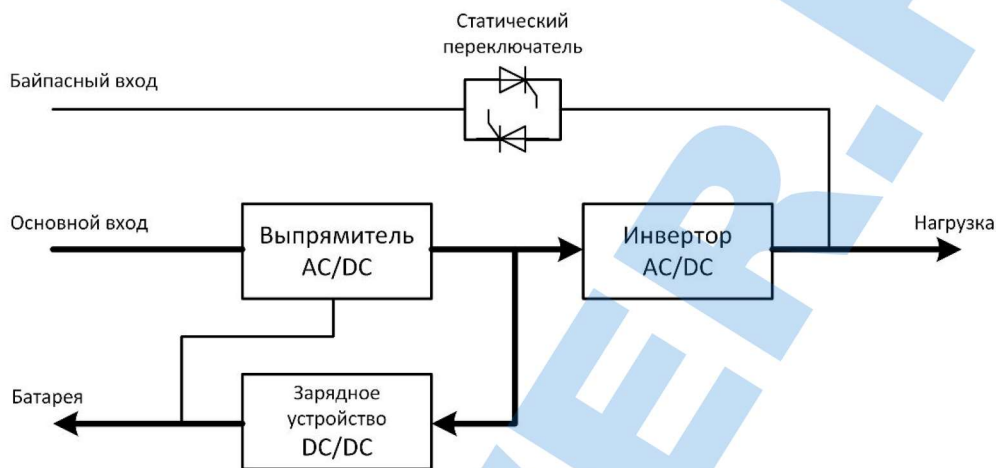 Статический
переключатель
Байпасный вход
Основной вход
Выпрямитель
AC/DC
Инвертор
AC/DC
Нагрузка
Батарея
Зарядное
устройство
DC/DC